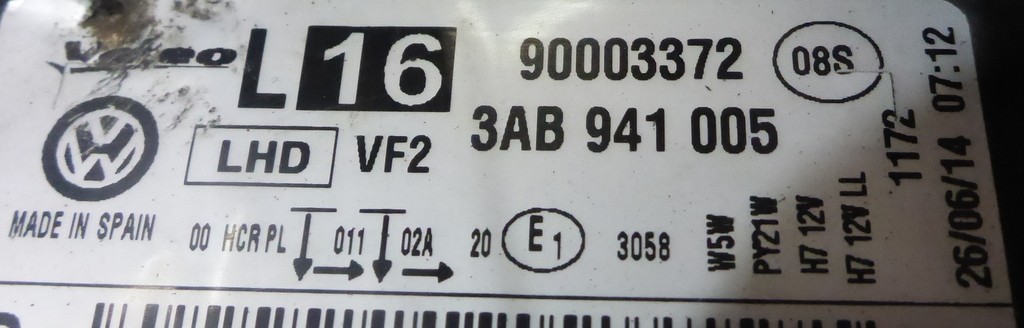 L 16 90003372 08S
LHD VF2 3AB 941 005
MADE IN SPAIN 00 HCR PL 011 02A 20 E1 3058
W5W
PY21W
H7 12V
H7 12V LL
1172
26/06/14 07:12